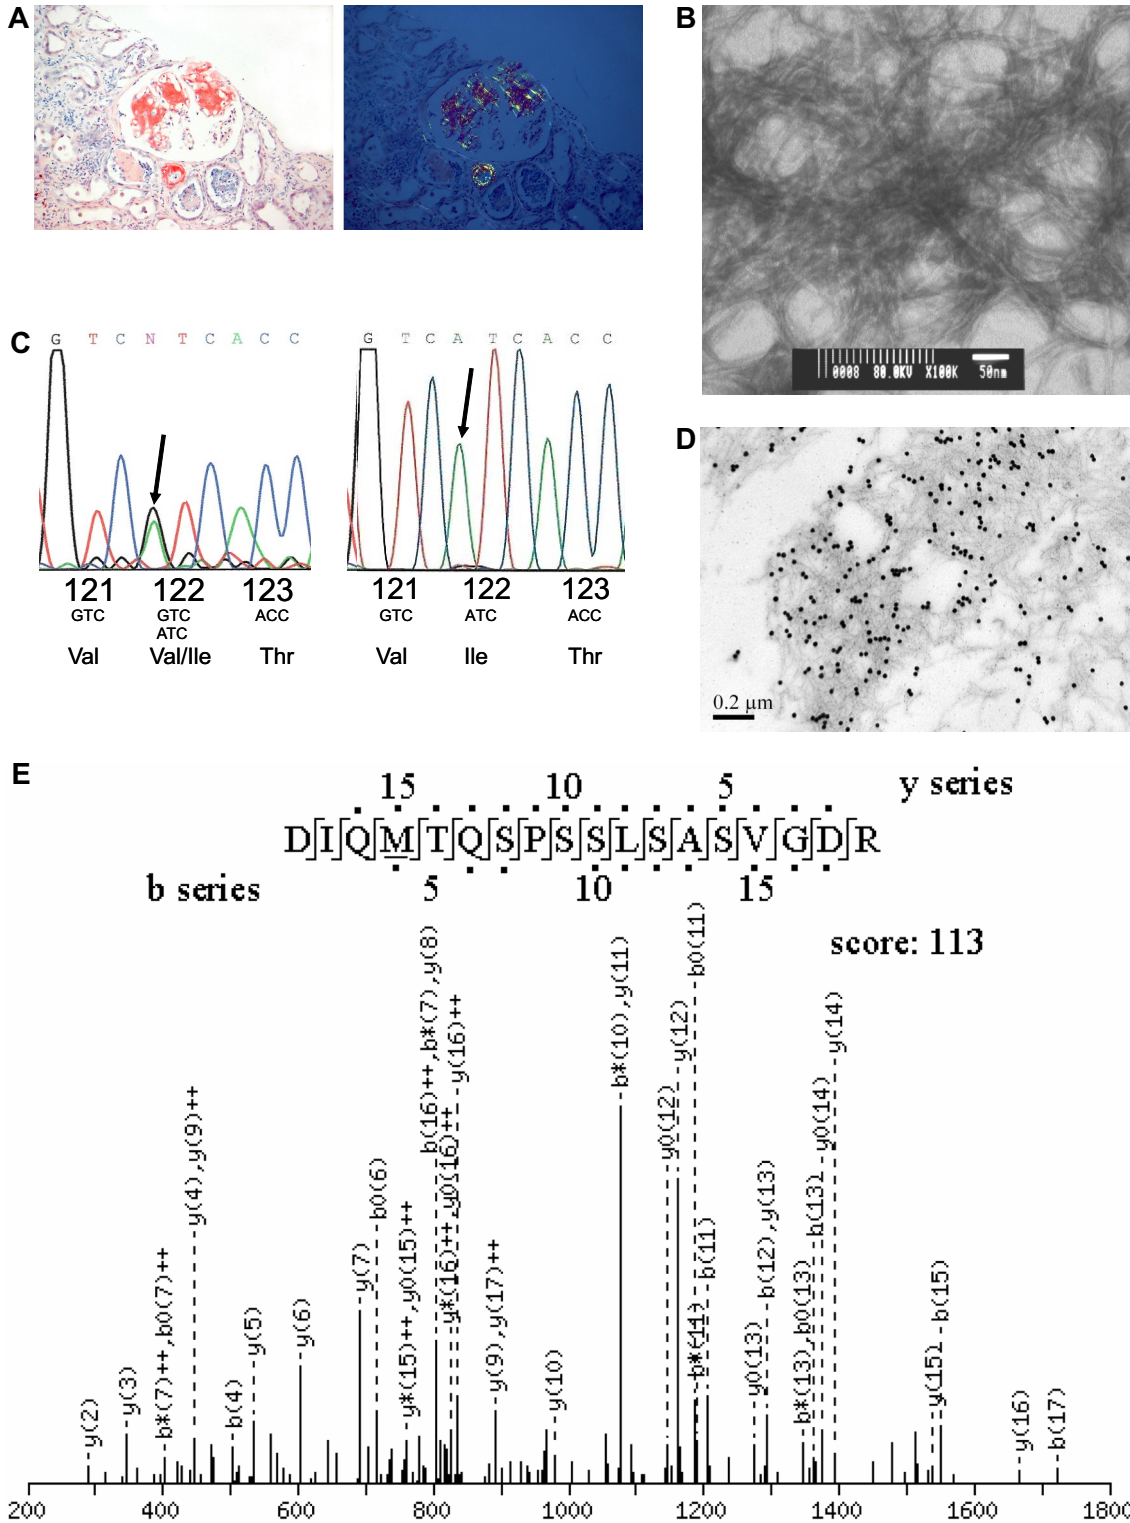 A
B
0008 80.0KV X100K 50nm
C
G T C N T C A C C
121 122 123
GTC GTC ACC
ATC
Val Val/Ile Thr
G T C A T C A C C
121 122 123
GTC ATC ACC
Val Ile Thr
D
0.2 µm
E
15 10 5 y series
DIQMTQSPSSLSASVGDR
b series 5 10 15
score: 113
y(2)
y(3)
b*(7)++,b0(7)++
y(4),y(9)++
b(4)
y(5)
y(6)
y(7)
b0(6)
y*(15)++,y0(15)++
b(16)++,b*(7),y(8)
y*(16)++,y0(16)++
y(16)++
y(9),y(17)++
y(10)
b*(10),y(11)
y0(12)
y(12)
b*(11)
b0(11)
b(11)
y0(13)
b(12),y(13)
b*(13),b0(13)
b(13)
y0(14)
y(14)
y(15)
b(15)
y(16)
b(17)
200 400 600 800 1000 1200 1400 1600 1800